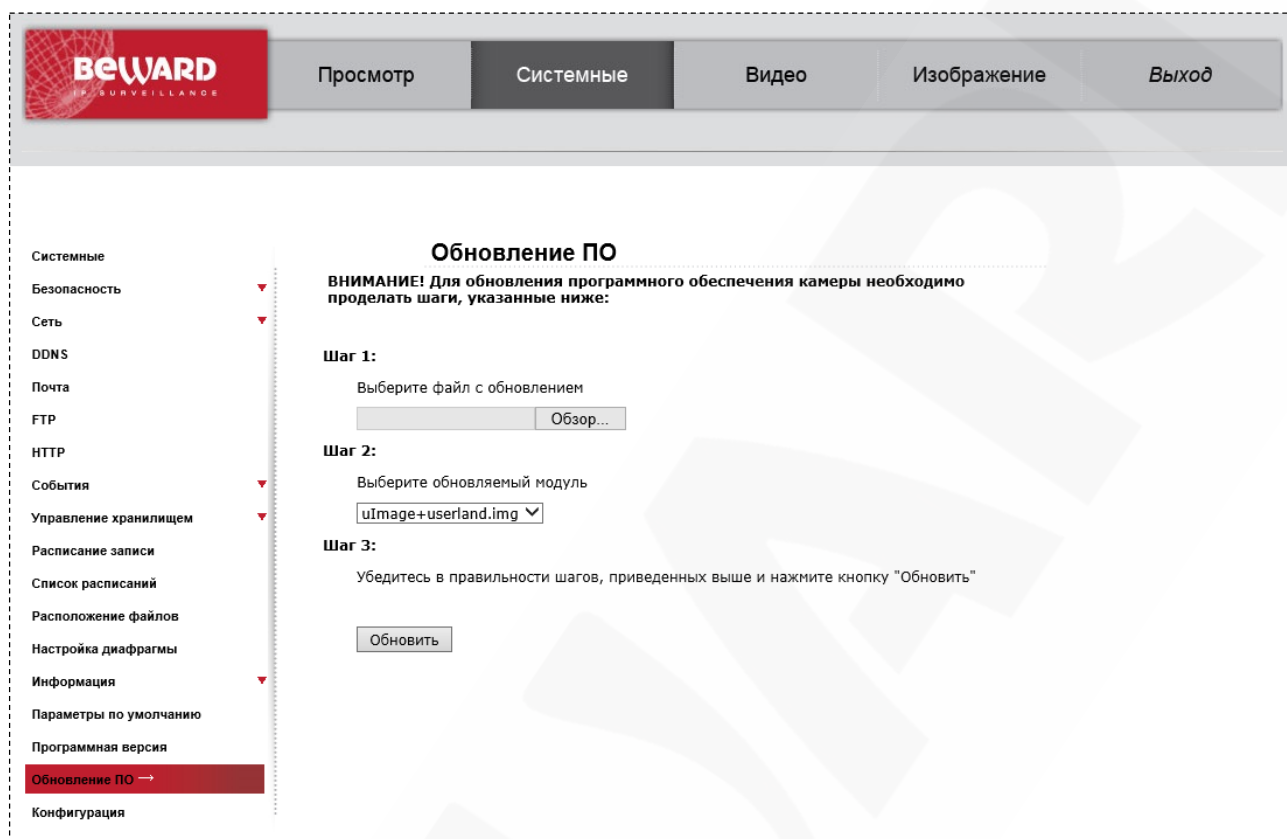 BEWARD
IP SURVEILLANCE
Просмотр
Системные
Видео
Изображение
Выход
Системные
Безопасность
Сеть
DDNS
Почта
FTP
HTTP
События
Управление хранилищем
Расписание записи
Список расписаний
Расположение файлов
Настройка диафрагмы
Информация
Параметры по умолчанию
Программная версия
Обновление ПО →
Конфигурация
Обновление ПО
ВНИМАНИЕ! Для обновления программного обеспечения камеры необходимо
проделать шаги, указанные ниже:
Шаг 1:
Выберите файл с обновлением
Обзор...
Шаг 2:
Выберите обновляемый модуль
uImage+userland.img
Шаг 3:
Убедитесь в правильности шагов, приведенных выше и нажмите кнопку "Обновить"
Обновить